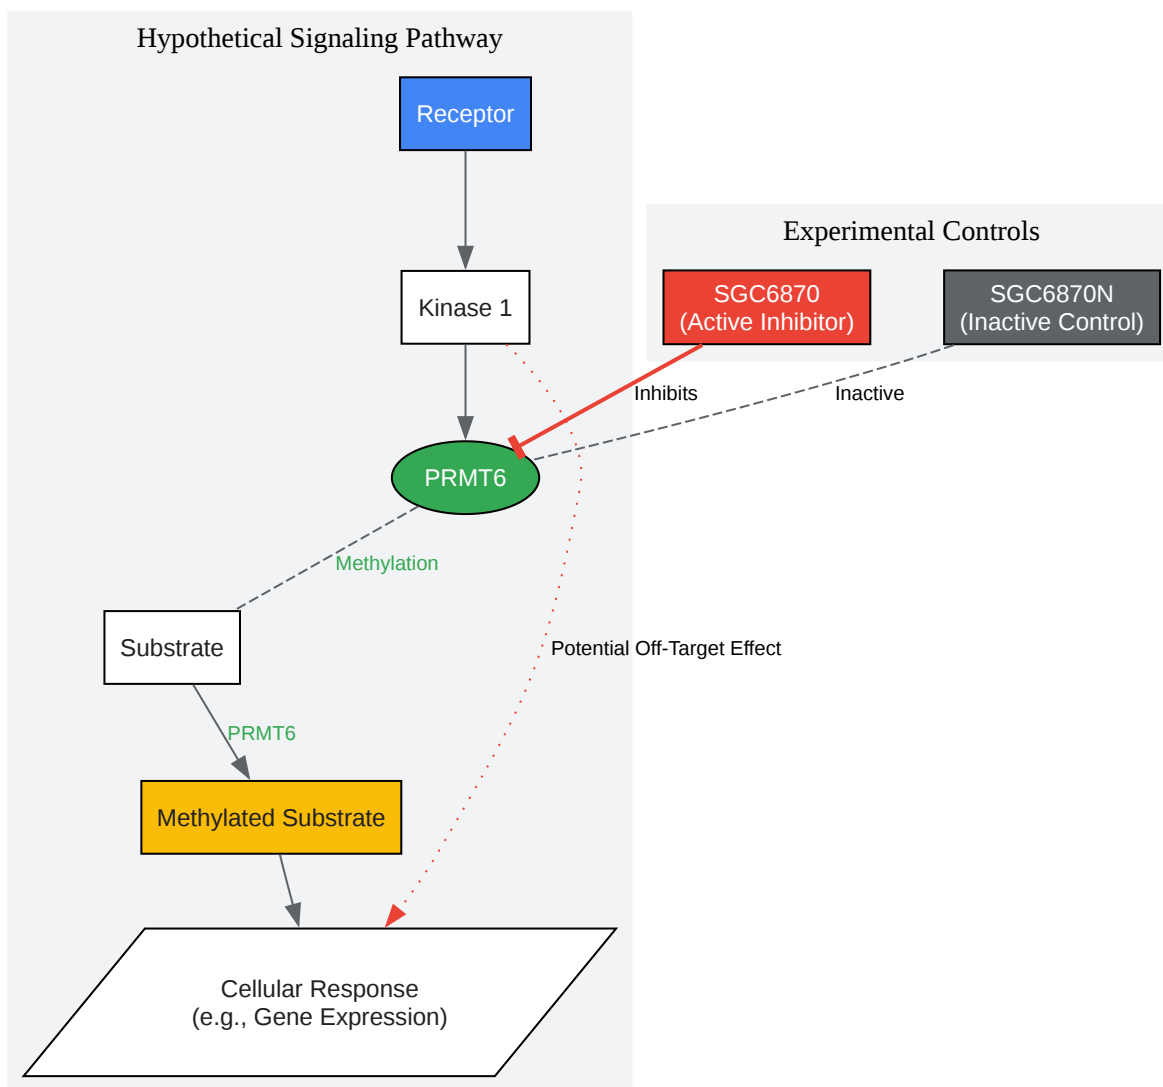 Hypothetical Signaling Pathway
Receptor
Experimental Controls
Kinase 1
SGC6870
(Active Inhibitor)
SGC6870N
(Inactive Control)
Inhibits
Inactive
PRMT6
Methylation
Substrate
Potential Off-Target Effect
PRMT6
Methylated Substrate
Cellular Response
(e.g., Gene Expression)